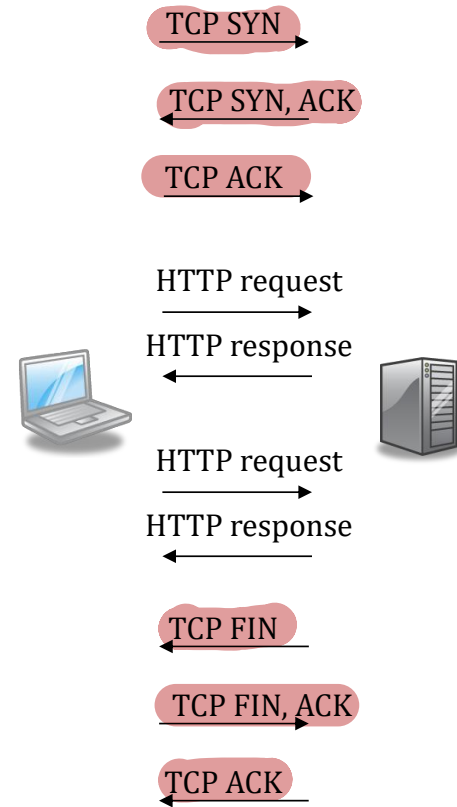 TCP SYN
TCP SYN, ACK
TCP ACK
HTTP request
HTTP response
HTTP request
HTTP response
TCP FIN
TCP FIN, ACK
TCP ACK